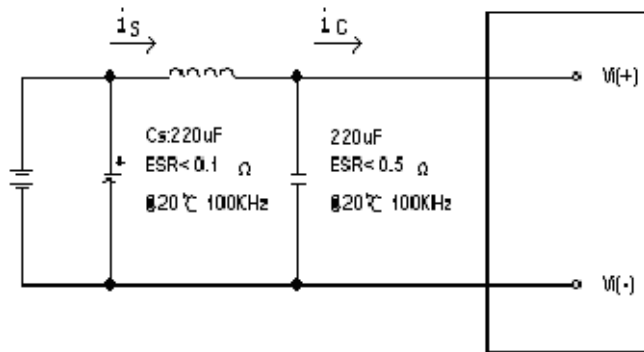 iS
iC
Vi(+)
Cs:220uF
ESR<0.1 Ω
@20℃ 100KHz
220uF
ESR<0.5 Ω
@20℃ 100KHz
Vi(-)